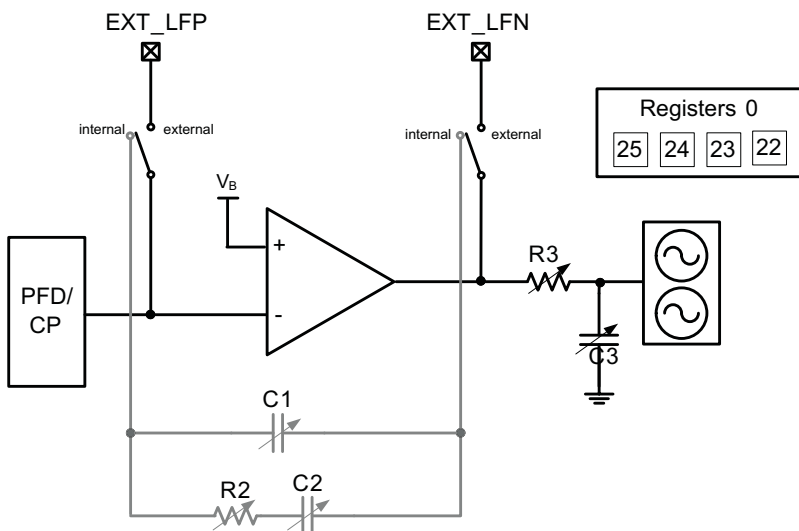 EXT_LFP
EXT_LFN
internal
external
internal
external
Registers 0
25 24 23 22
VB
+
-
PFD/
CP
R3
C3
C1
R2
C2